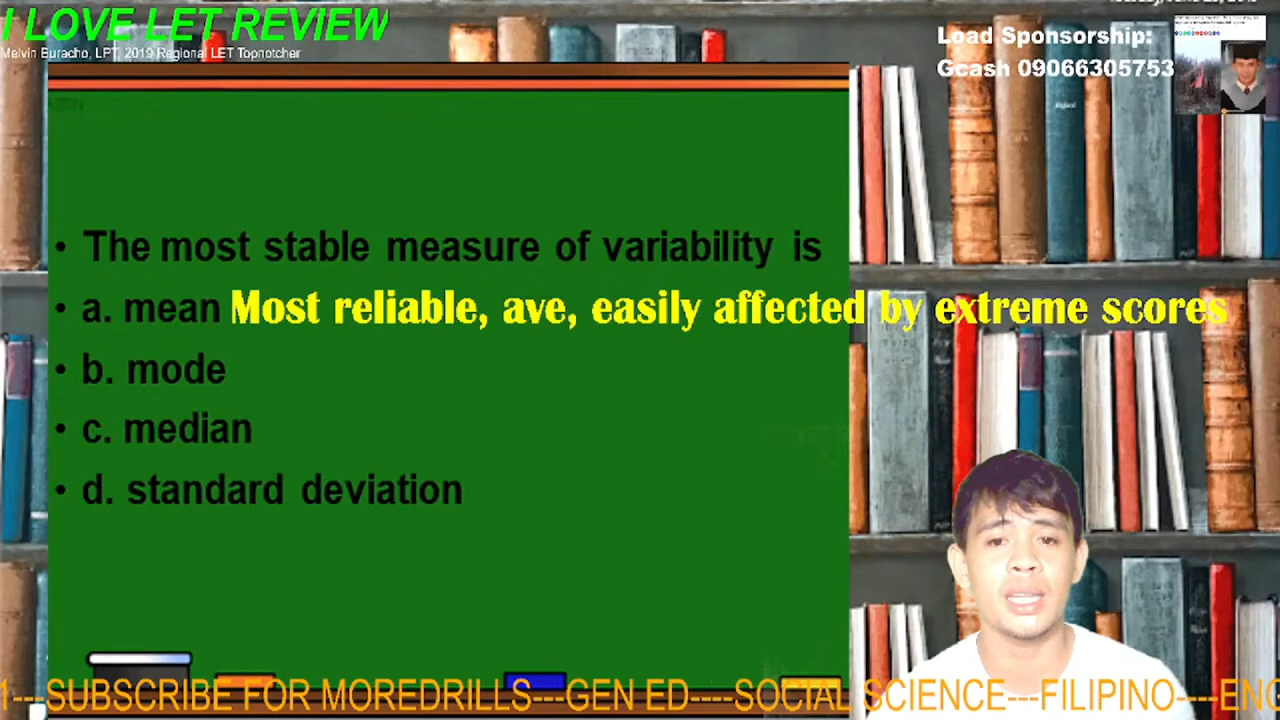 I LOVE LET REVIEW
Melvin Buracho, LPT, 2019 Regional LET Topnotcher
Load Sponsorship:
Gcash 09066305753
• The most stable measure of variability is
• a. mean Most reliable, ave, easily affected by extreme scores
• b. mode
• c. median
• d. standard deviation
1---SUBSCRIBE FOR MOREDRILLS---GEN ED----SOCIAL SCIENCE---FILIPINO----ENG